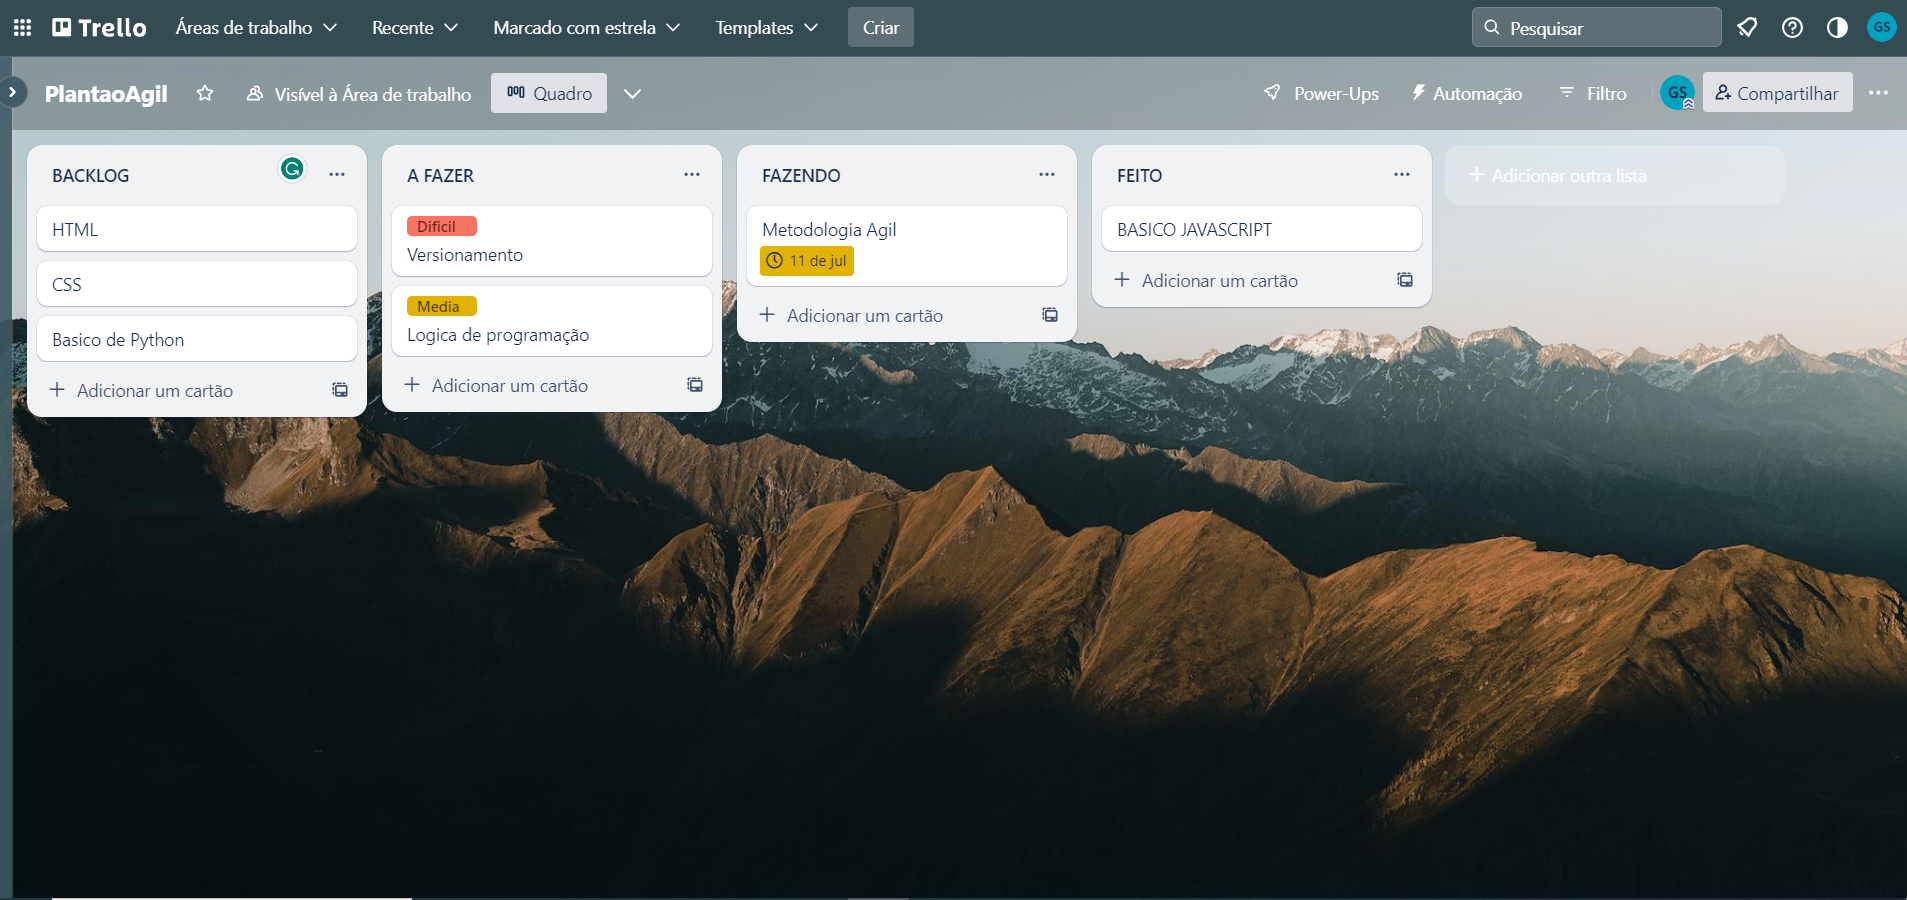 Trello Áreas de trabalho Recente Marcado com estrela Templates Criar Pesquisar GS
PlantaoAgil Visível à Área de trabalho Quadro Power-Ups Automação Filtro GS Compartilhar
BACKLOG
HTML
CSS
Basico de Python
Adicionar um cartão
A FAZER
Dificil
Versionamento
Media
Logica de programação
Adicionar um cartão
FAZENDO
Metodologia Agil
11 de jul
Adicionar um cartão
FEITO
BASICO JAVASCRIPT
Adicionar um cartão
Adicionar outra lista